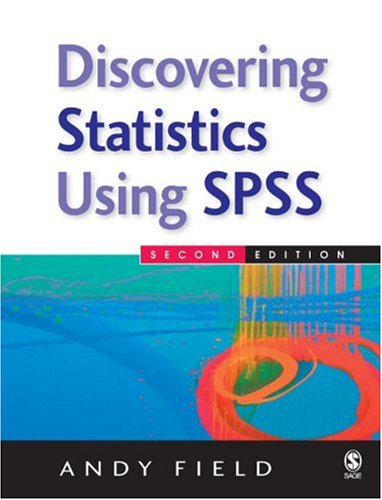 Discovering
Statistics
Using SPSS
SECOND EDITION
ANDY FIELD
SAGE